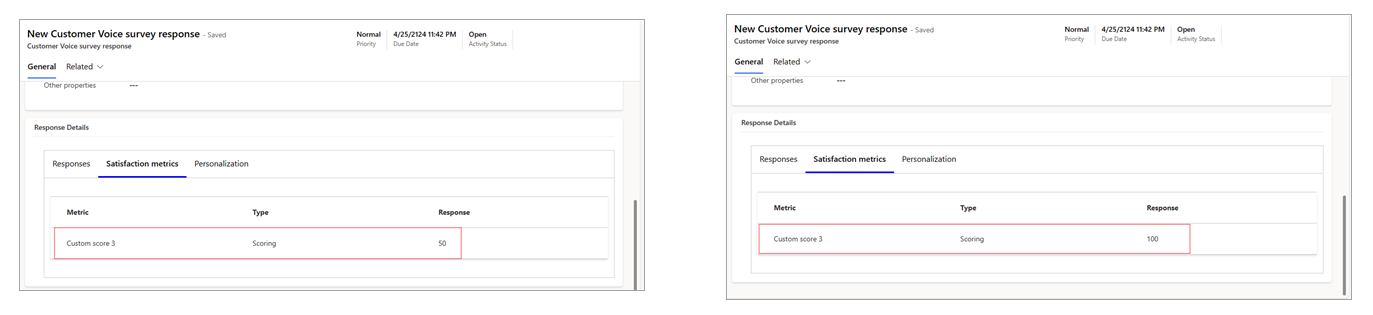 New Customer Voice survey response - Saved
Customer Voice survey response
Normal
Priority
4/25/2124 11:42 PM
Due Date
Open
Activity Status
General Related
Other properties ---
Response Details
Responses Satisfaction metrics Personalization
Metric Type Response
Custom score 3 Scoring 50
New Customer Voice survey response - Saved
Customer Voice survey response
Normal
Priority
4/25/2124 11:42 PM
Due Date
Open
Activity Status
General Related
Other properties ---
Response Details
Responses Satisfaction metrics Personalization
Metric Type Response
Custom score 3 Scoring 100